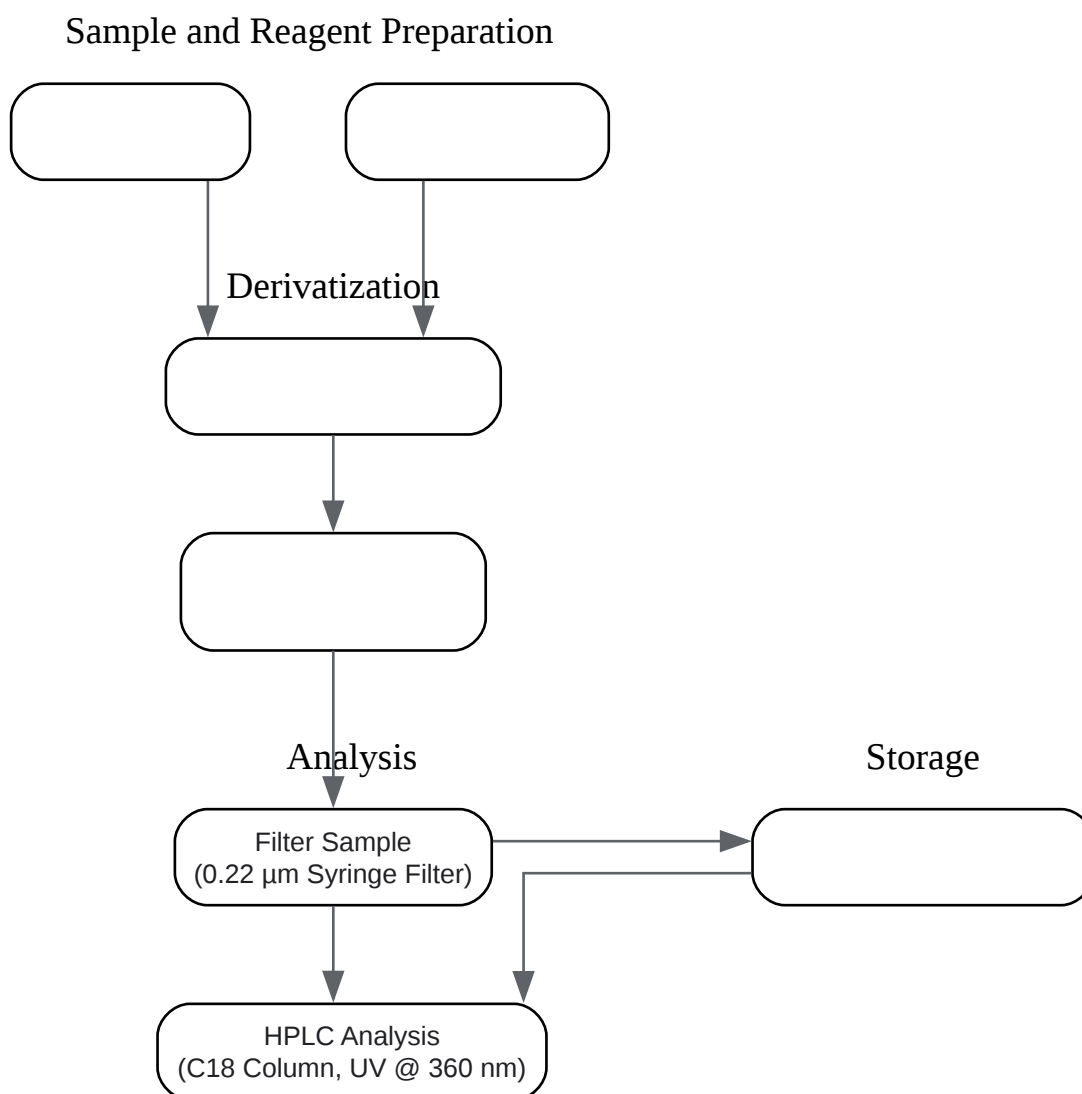 Sample and Reagent Preparation
Derivatization
Analysis
Storage
Filter Sample
(0.22 µm Syringe Filter)
HPLC Analysis
(C18 Column, UV @ 360 nm)